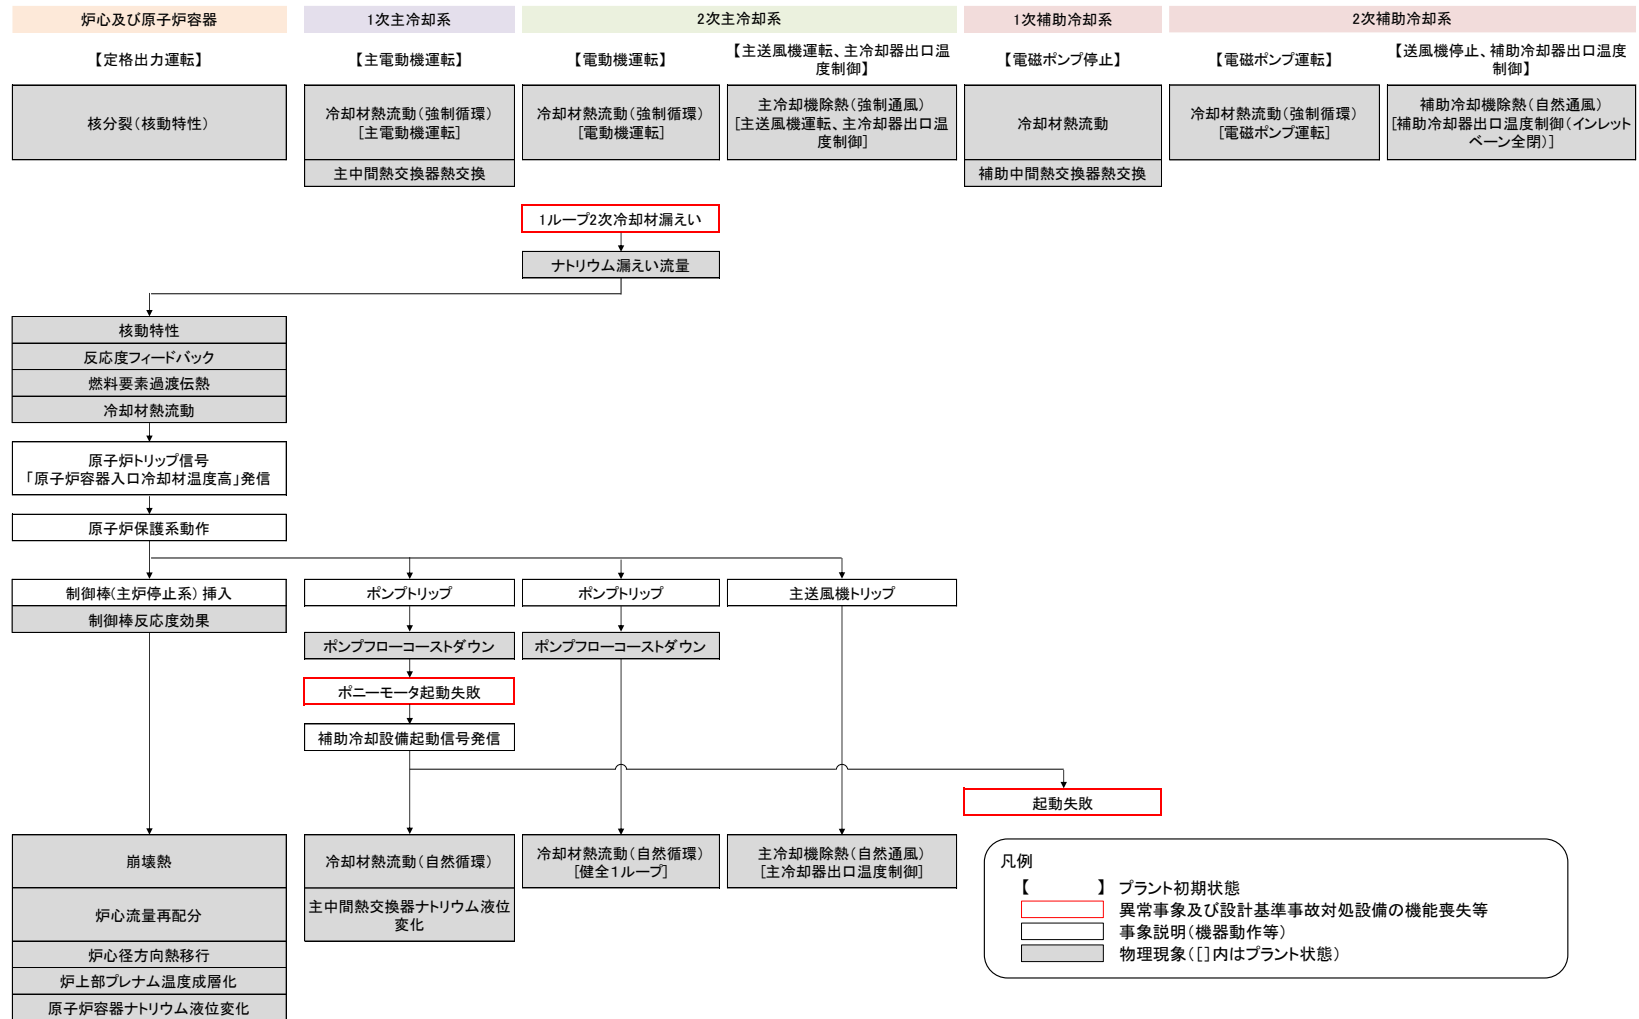 炉心及び原子炉容器
1次主冷却系
2次主冷却系
1次補助冷却系
2次補助冷却系
【定格出力運転】
【主電動機運転】
【電動機運転】
【主送風機運転、主冷却器出口温
度制御】
【電磁ポンプ停止】
【電磁ポンプ運転】
【送風機停止、補助冷却器出口温度
制御】
核分裂(核動特性)
冷却材熱流動(強制循環)
[主電動機運転]
冷却材熱流動(強制循環)
[電動機運転]
主冷却機除熱(強制通風)
[主送風機運転、主冷却器出口温
度制御]
冷却材熱流動
冷却材熱流動(強制循環)
[電磁ポンプ運転]
補助冷却機除熱(自然通風)
[補助冷却器出口温度制御(インレット
ベーン全閉)]
主中間熱交換器熱交換
補助中間熱交換器熱交換
1ループ2次冷却材漏えい
ナトリウム漏えい流量
核動特性
反応度フィードバック
燃料要素過渡伝熱
冷却材熱流動
原子炉トリップ信号
「原子炉容器入口冷却材温度高」発信
原子炉保護系動作
制御棒(主炉停止系) 挿入
ポンプトリップ
ポンプトリップ
主送風機トリップ
制御棒反応度効果
ポンプフローコーストダウン
ポンプフローコーストダウン
ポニーモータ起動失敗
補助冷却設備起動信号発信
起動失敗
崩壊熱
冷却材熱流動(自然循環)
冷却材熱流動(自然循環)
[健全1ループ]
主冷却機除熱(自然通風)
[主冷却器出口温度制御]
炉心流量再配分
主中間熱交換器ナトリウム液位
変化
炉心径方向熱移行
炉上部プレナム温度成層化
原子炉容器ナトリウム液位変化
凡例
【 】 プラント初期状態
異常事象及び設計基準事故対処設備の機能喪失等
事象説明(機器動作等)
物理現象([]内はプラント状態)